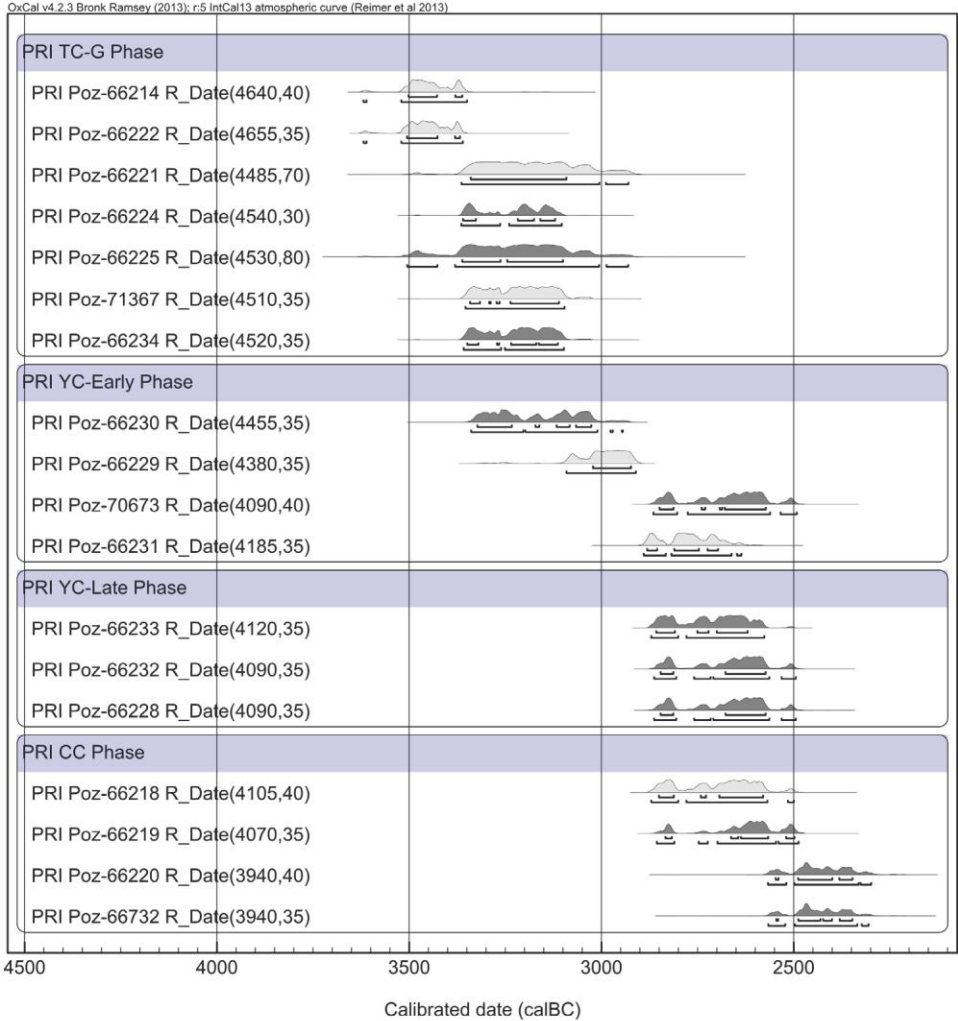 OxCal v4.2.3 Bronk Ramsey (2013); r:5 IntCal13 atmospheric curve (Reimer et al 2013)
PRI TC-G Phase
PRI Poz-66214 R_Date(4640,40)
PRI Poz-66222 R_Date(4655,35)
PRI Poz-66221 R_Date(4485,70)
PRI Poz-66224 R_Date(4540,30)
PRI Poz-66225 R_Date(4530,80)
PRI Poz-71367 R_Date(4510,35)
PRI Poz-66234 R_Date(4520,35)
PRI YC-Early Phase
PRI Poz-66230 R_Date(4455,35)
PRI Poz-66229 R_Date(4380,35)
PRI Poz-70673 R_Date(4090,40)
PRI Poz-66231 R_Date(4185,35)
PRI YC-Late Phase
PRI Poz-66233 R_Date(4120,35)
PRI Poz-66232 R_Date(4090,35)
PRI Poz-66228 R_Date(4090,35)
PRI CC Phase
PRI Poz-66218 R_Date(4105,40)
PRI Poz-66219 R_Date(4070,35)
PRI Poz-66220 R_Date(3940,40)
PRI Poz-66732 R_Date(3940,35)
4500 4000 3500 3000 2500
Calibrated date (calBC)